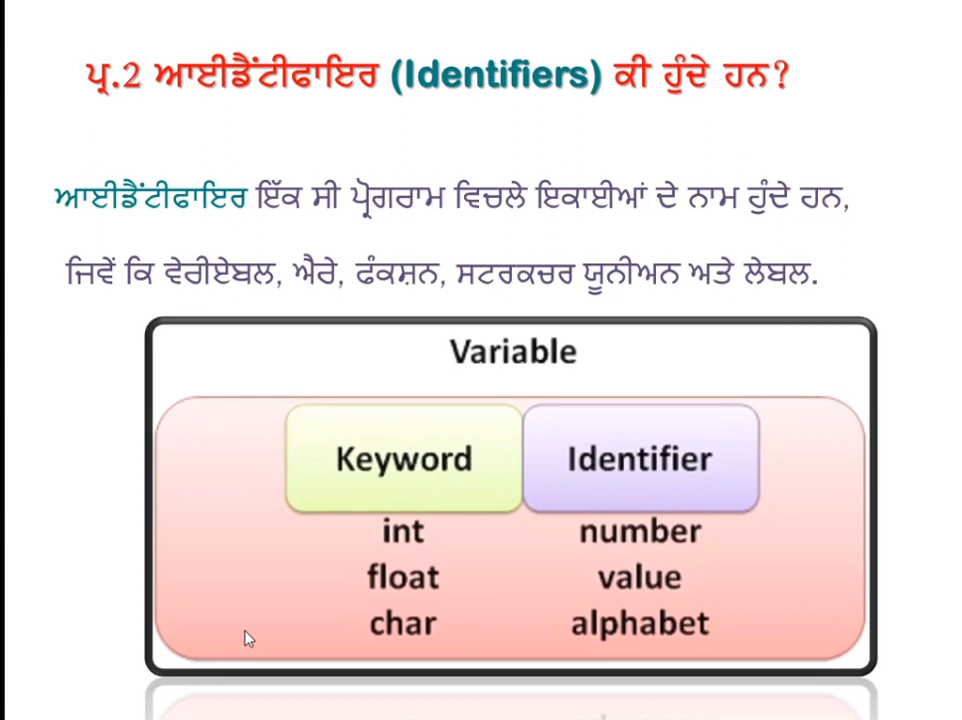 ਪ੍ਰ.2 ਆਈਡੈਂਟੀਫਾਇਰ (Identifiers) ਕੀ ਹੁੰਦੇ ਹਨ?
ਆਈਡੈਂਟੀਫਾਇਰ ਇੱਕ ਸੀ ਪ੍ਰੋਗਰਾਮ ਵਿਚਲੇ ਇਕਾਈਆਂ ਦੇ ਨਾਮ ਹੁੰਦੇ ਹਨ,
ਜਿਵੇਂ ਕਿ ਵੇਰੀਏਬਲ, ਐਰੇ, ਫੰਕਸ਼ਨ, ਸਟਰਕਚਰ ਯੂਨੀਅਨ ਅਤੇ ਲੇਬਲ.
Variable
Keyword Identifier
int number
float value
char alphabet